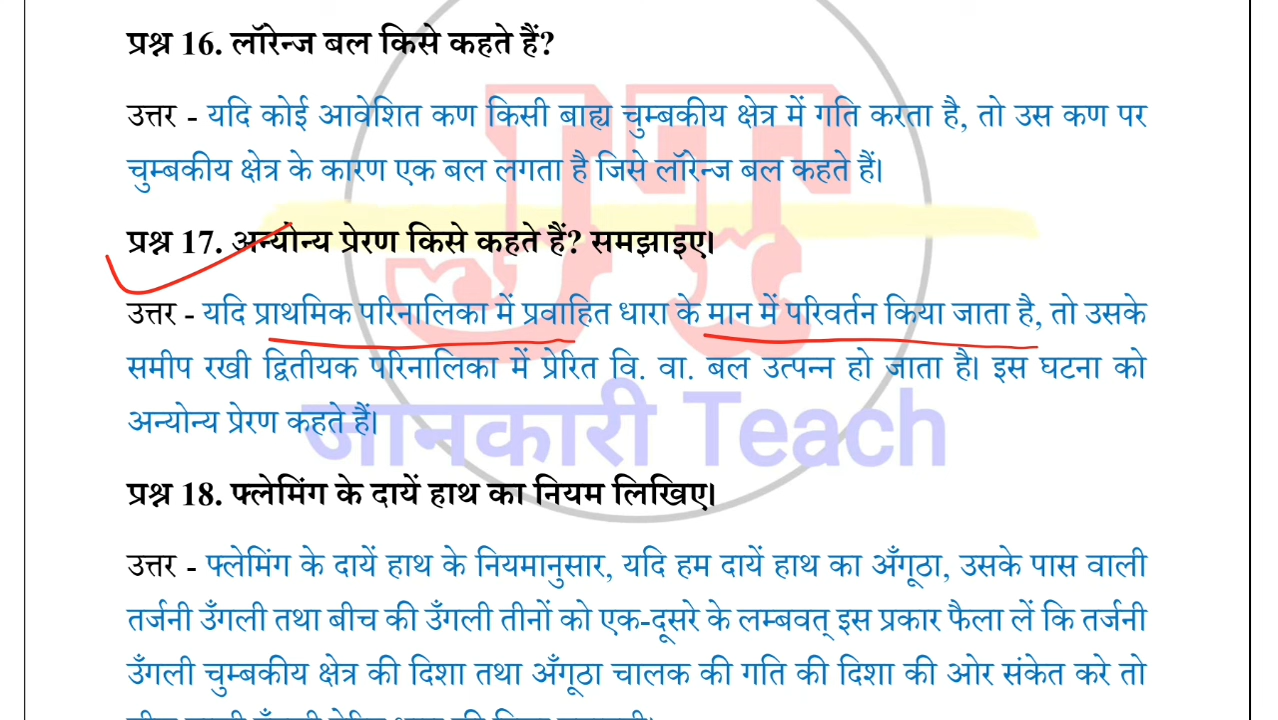 प्रश्न 16. लॉरेन्ज बल किसे कहते हैं?
उत्तर - यदि कोई आवेशित कण किसी बाह्य चुम्बकीय क्षेत्र में गति करता है, तो उस कण पर
चुम्बकीय क्षेत्र के कारण एक बल लगता है जिसे लॉरेन्ज बल कहते हैं।
प्रश्न 17. अन्योन्य प्रेरण किसे कहते हैं? समझाइए।
उत्तर - यदि प्राथमिक परिनालिका में प्रवाहित धारा के मान में परिवर्तन किया जाता है, तो उसके
समीप रखी द्वितीयक परिनालिका में प्रेरित वि. वा. बल उत्पन्न हो जाता है। इस घटना को
अन्योन्य प्रेरण कहते हैं।
जानकारी Teach
प्रश्न 18. फ्लेमिंग के दायें हाथ का नियम लिखिए।
उत्तर - फ्लेमिंग के दायें हाथ के नियमानुसार, यदि हम दायें हाथ का अँगूठा, उसके पास वाली
तर्जनी उँगली तथा बीच की उँगली तीनों को एक-दूसरे के लम्बवत् इस प्रकार फैला लें कि तर्जनी
उँगली चुम्बकीय क्षेत्र की दिशा तथा अँगूठा चालक की गति की दिशा की ओर संकेत करे तो